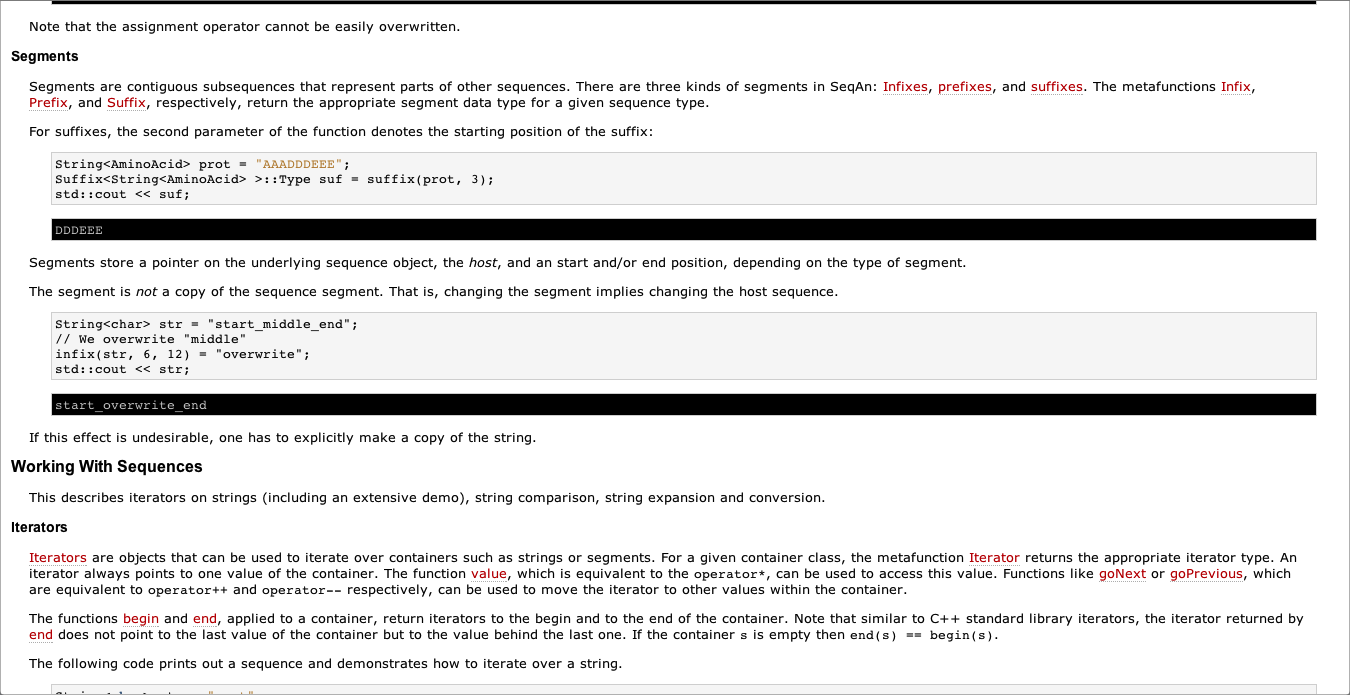 Note that the assignment operator cannot be easily overwritten.
Segments
Segments are contiguous subsequences that represent parts of other sequences. There are three kinds of segments in SeqAn: Infixes, prefixes, and suffixes. The metafunctions Infix,
Prefix, and Suffix, respectively, return the appropriate segment data type for a given sequence type.
For suffixes, the second parameter of the function denotes the starting position of the suffix:
String<AminoAcid> prot = "AAADDDEEE";
Suffix<String<AminoAcid> >::Type suf = suffix(prot, 3);
std::cout << suf;
DDDEEE
Segments store a pointer on the underlying sequence object, the host, and an start and/or end position, depending on the type of segment.
The segment is not a copy of the sequence segment. That is, changing the segment implies changing the host sequence.
String<char> str = "start_middle_end";
// We overwrite "middle"
infix(str, 6, 12) = "overwrite";
std::cout << str;
start_overwrite_end
If this effect is undesirable, one has to explicitly make a copy of the string.
Working With Sequences
This describes iterators on strings (including an extensive demo), string comparison, string expansion and conversion.
Iterators
Iterators are objects that can be used to iterate over containers such as strings or segments. For a given container class, the metafunction Iterator returns the appropriate iterator type. An
iterator always points to one value of the container. The function value, which is equivalent to the operator*, can be used to access this value. Functions like goNext or goPrevious, which
are equivalent to operator++ and operator-- respectively, can be used to move the iterator to other values within the container.
The functions begin and end, applied to a container, return iterators to the begin and to the end of the container. Note that similar to C++ standard library iterators, the iterator returned by
end does not point to the last value of the container but to the value behind the last one. If the container s is empty then end(s) == begin(s).
The following code prints out a sequence and demonstrates how to iterate over a string.